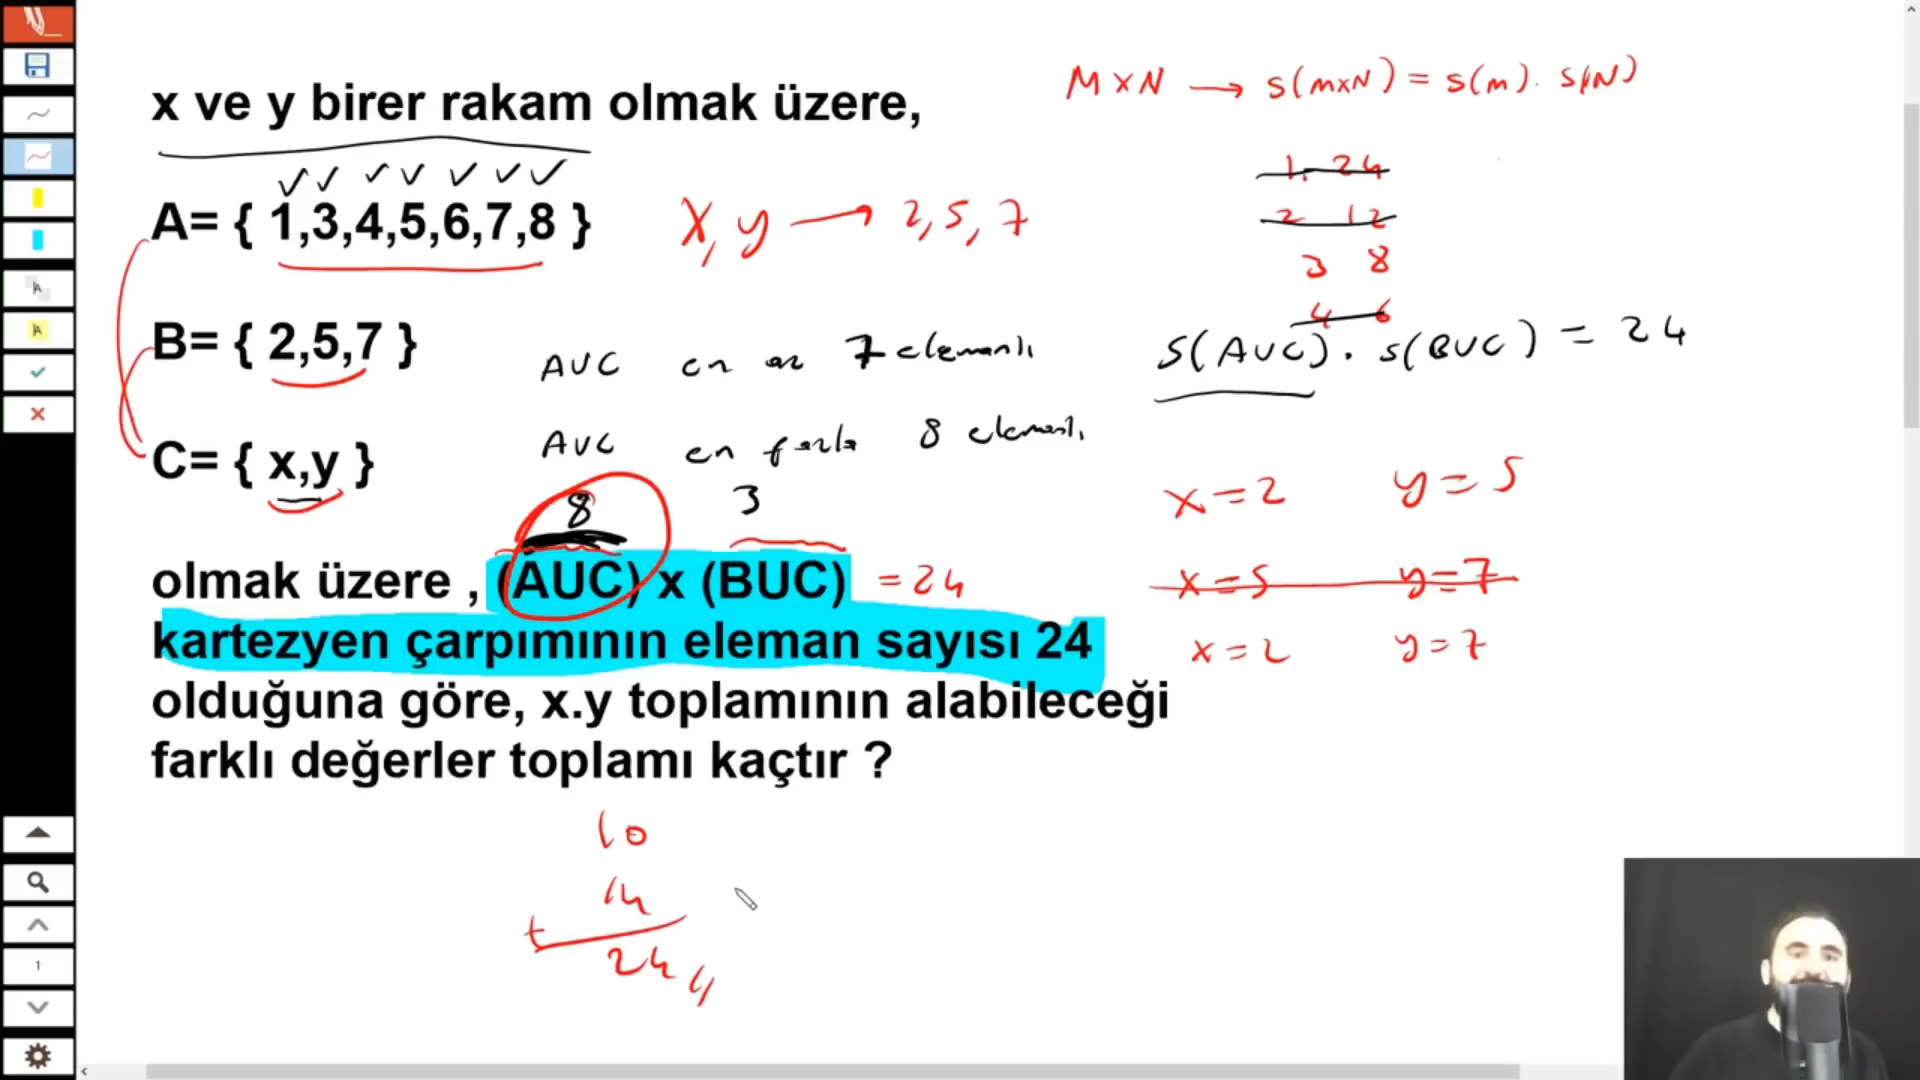 x ve y birer rakam olmak üzere,
M x N → s(mxN) = s(m) . s(N)
1. 24
2 12
3 8
4 6
A= { 1,3,4,5,6,7,8 }
x, y → 2, 5, 7
B= { 2,5,7 }
AUC en az 7 elemanlı
S(AUC) . s(BUC) = 24
C= { x,y }
AUC en fazla 8 elemanlı
8 3
x = 2 y = 5
x = 5 y = 7
x = 2 y = 7
olmak üzere , (AUC) x (BUC) = 24
kartezyen çarpımının eleman sayısı 24
olduğuna göre, x.y toplamının alabileceği
farklı değerler toplamı kaçtır ?
10
14
+
24
A
A
1